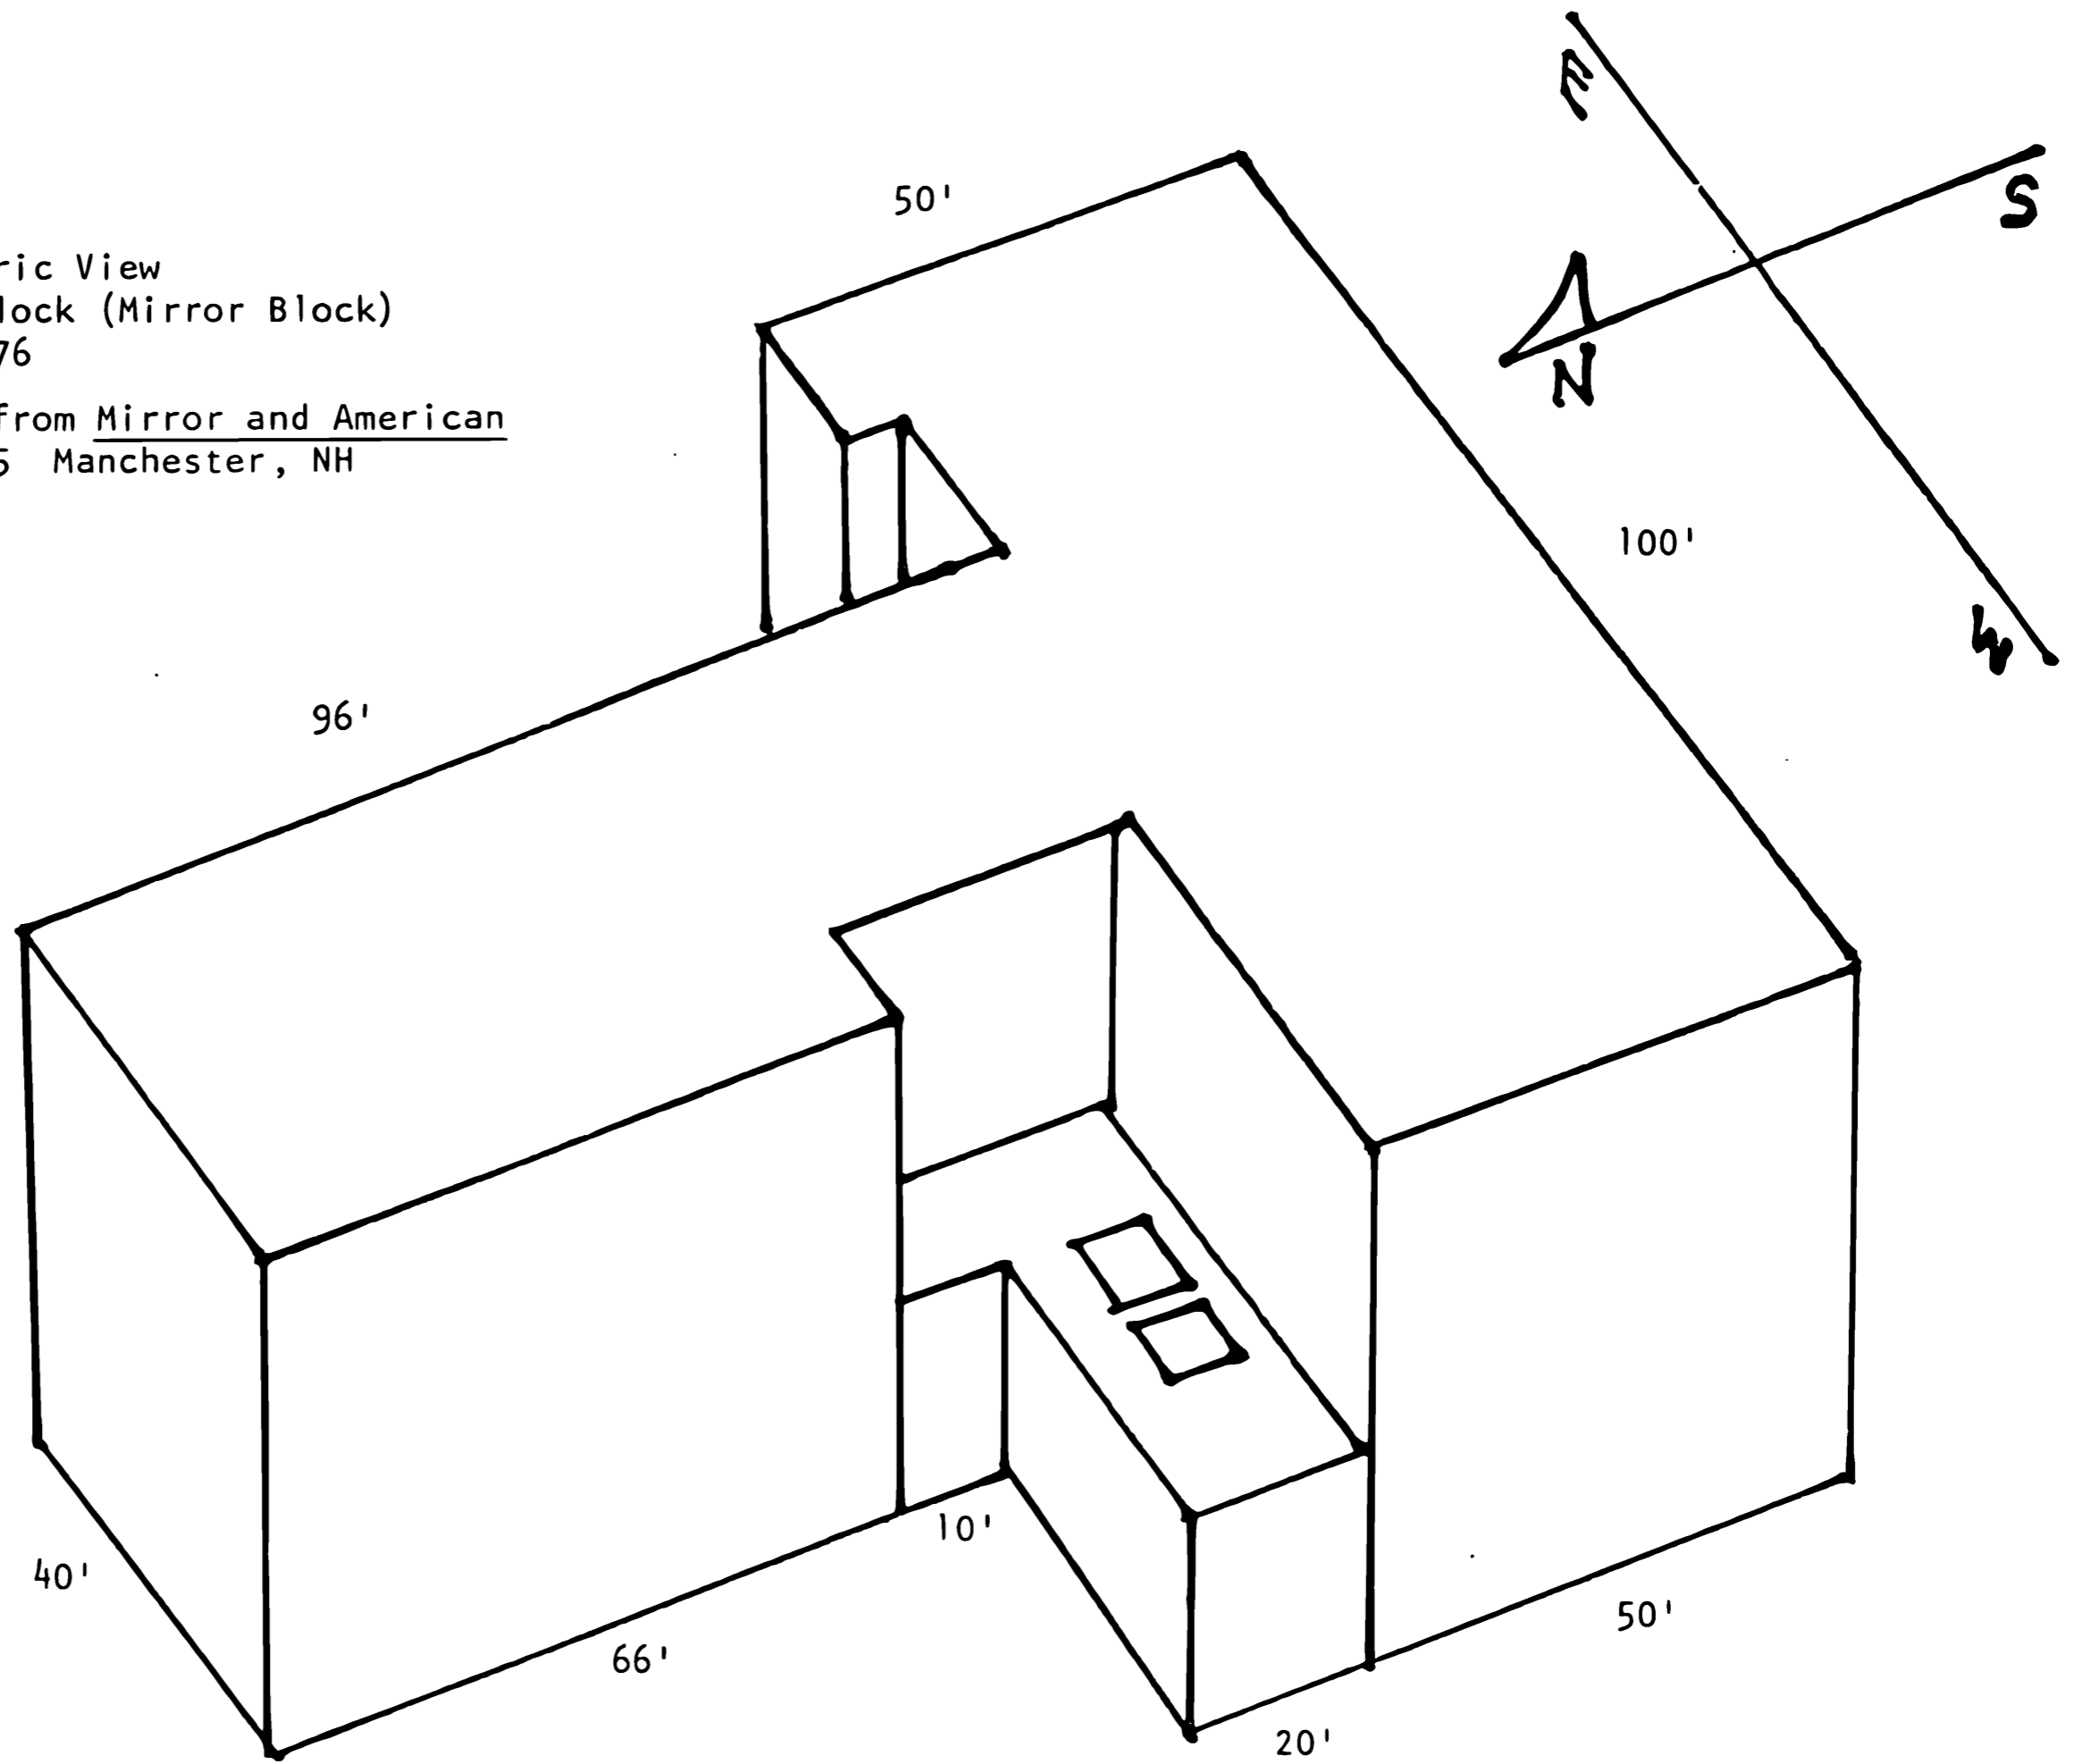 ric View
lock (Mirror Block)
76
from Mirror and American
5 Manchester, NH
E
S
N
W
50'
100'
96'
40'
66'
10'
20'
50'